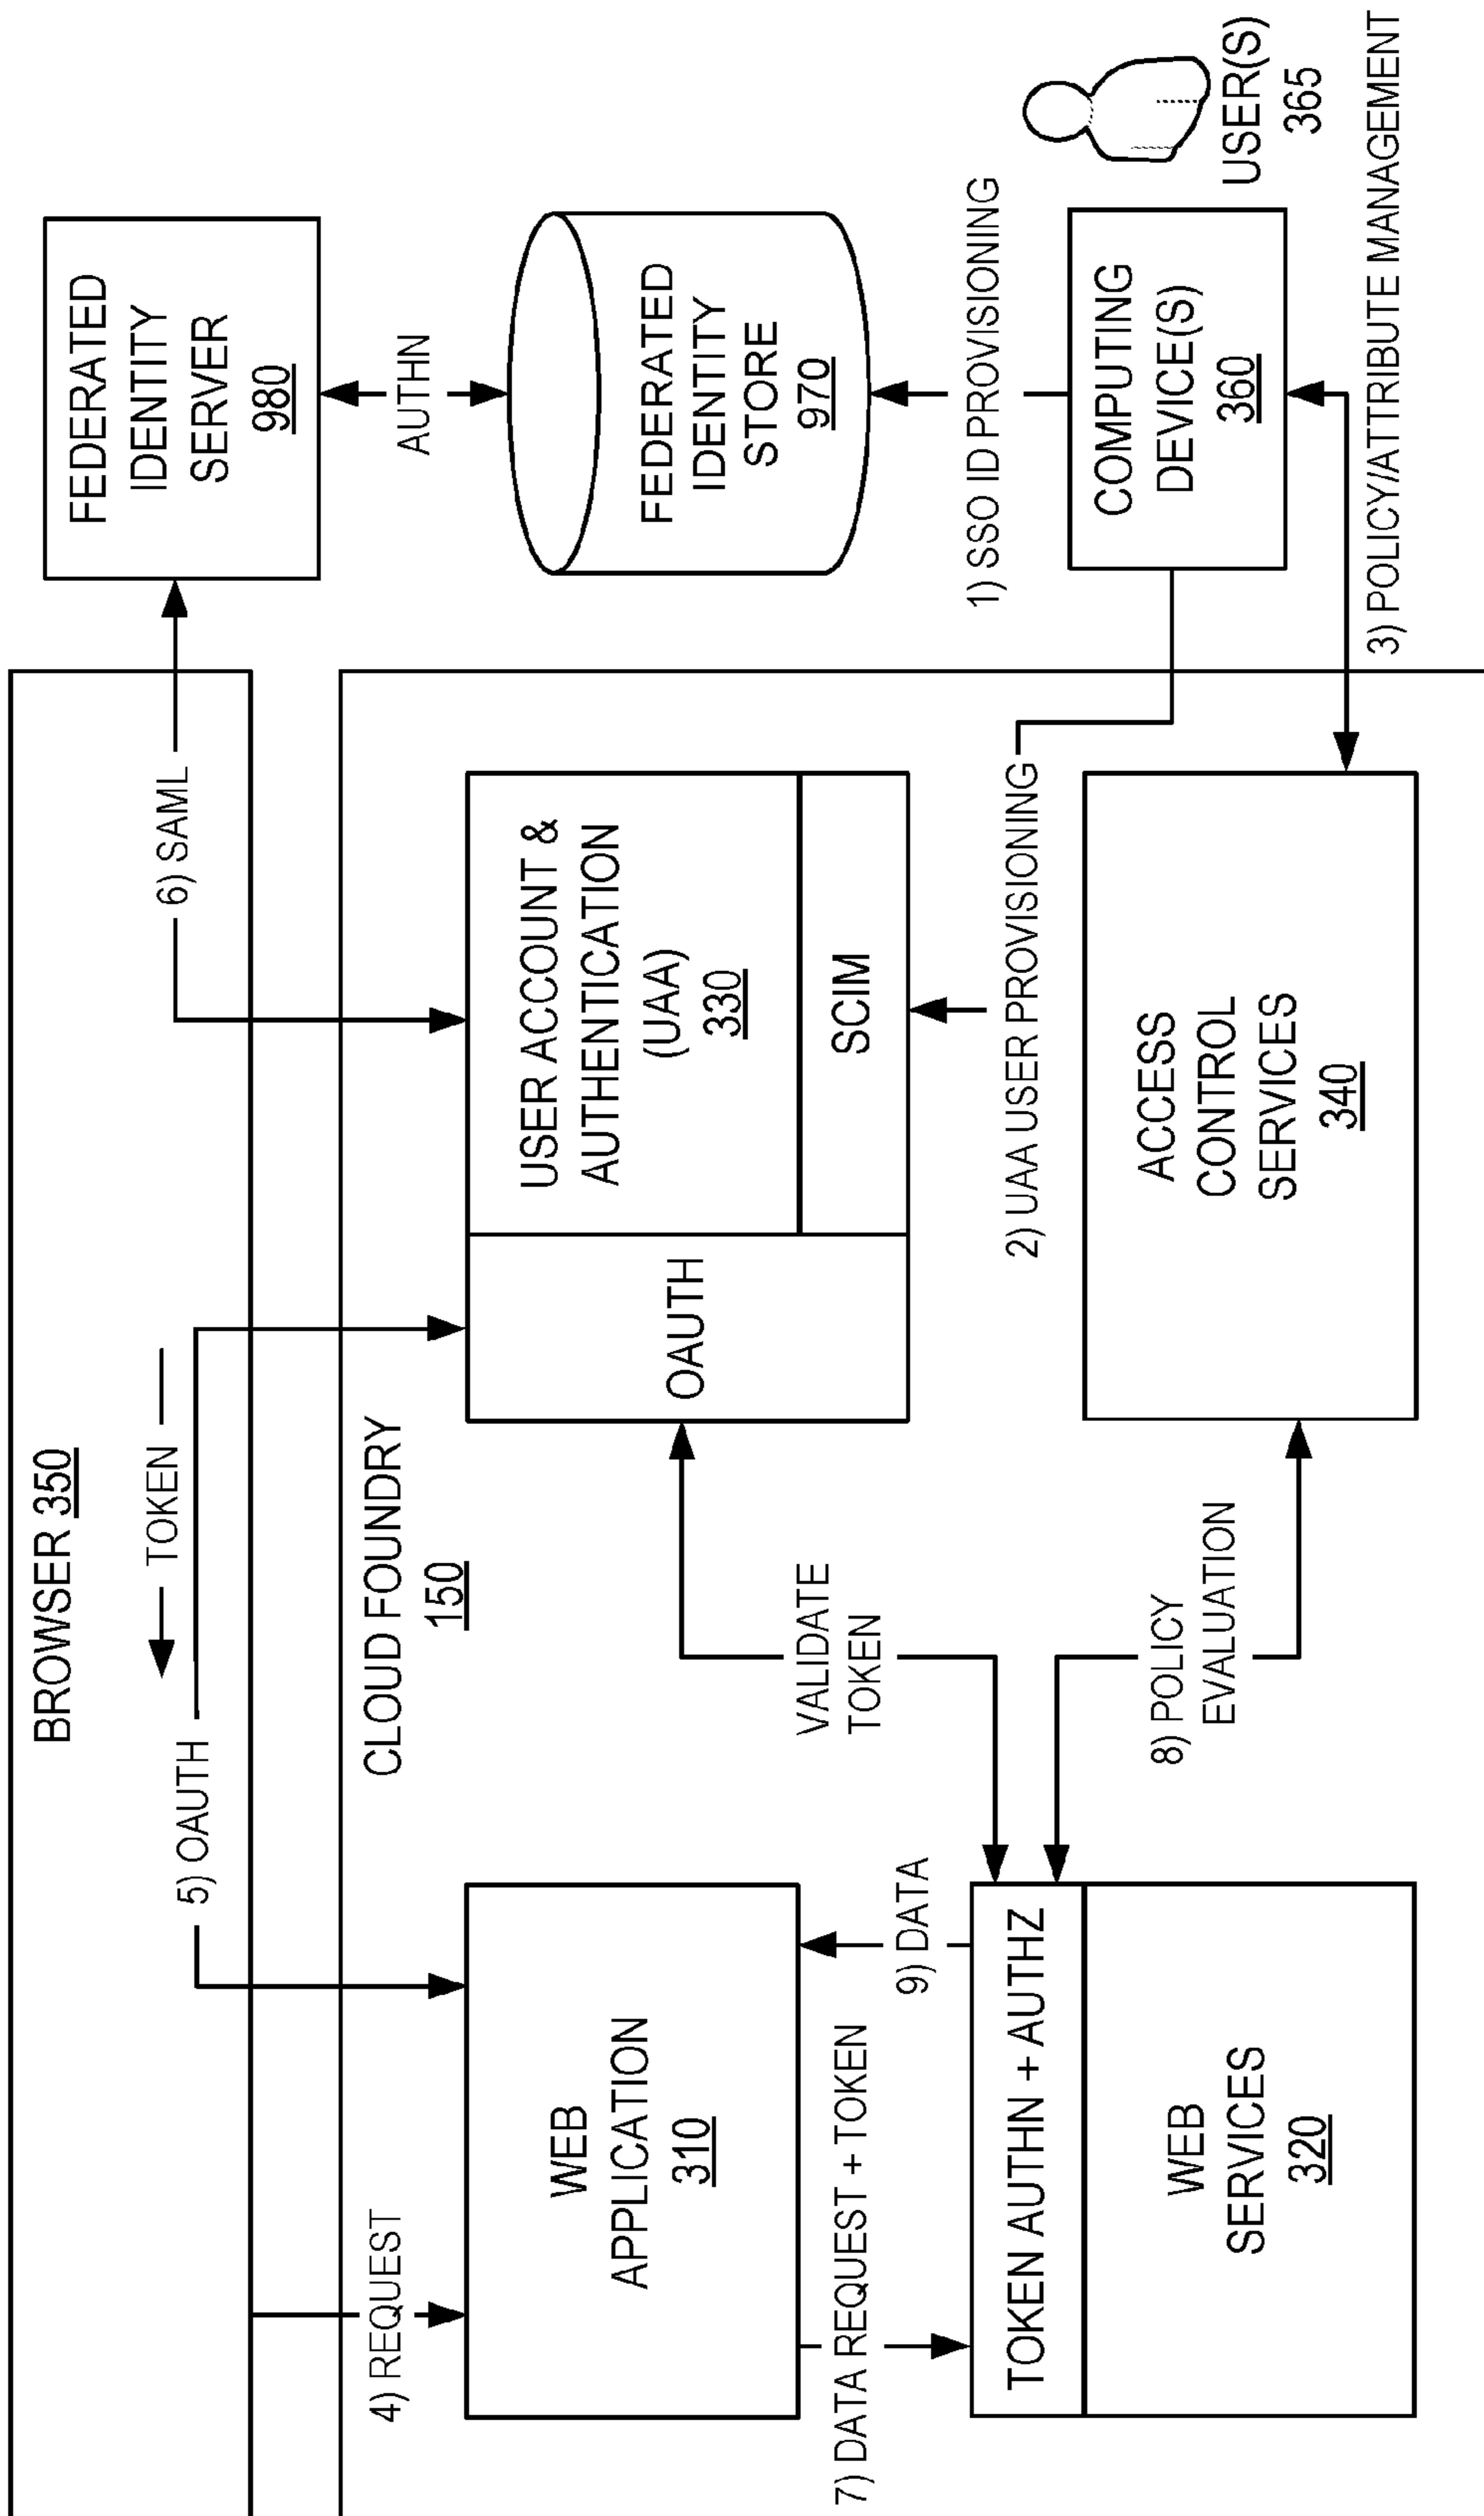 BROWSER 350
TOKEN
5) OAUTH
6) SAML
FEDERATED
IDENTITY
SERVER
980
AUTHN
FEDERATED
IDENTITY
STORE
970
1) SSO ID PROVISIONING
COMPUTING
DEVICE(S)
360
USER(S)
365
3) POLICY/ATTRIBUTE MANAGEMENT
CLOUD FOUNDRY
150
4) REQUEST
WEB
APPLICATION
310
7) DATA REQUEST + TOKEN
9) DATA
TOKEN AUTHN + AUTHZ
WEB
SERVICES
320
VALIDATE
TOKEN
8) POLICY
EVALUATION
OAUTH
USER ACCOUNT &
AUTHENTICATION
(UAA)
330
SCIM
2) UAA USER PROVISIONING
ACCESS
CONTROL
SERVICES
340